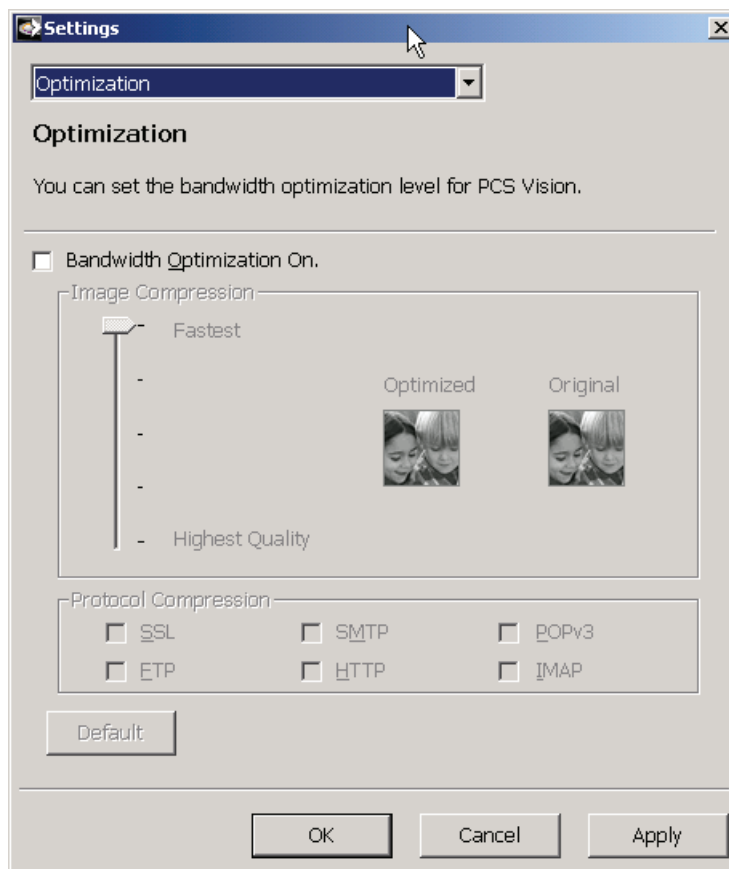 Settings
Optimization
Optimization
You can set the bandwidth optimization level for PCS Vision.
Bandwidth Optimization On.
Image Compression
Fastest
Optimized Original
Highest Quality
Protocol Compression
SSL SMTP POPv3
FTP HTTP IMAP
Default
OK Cancel Apply